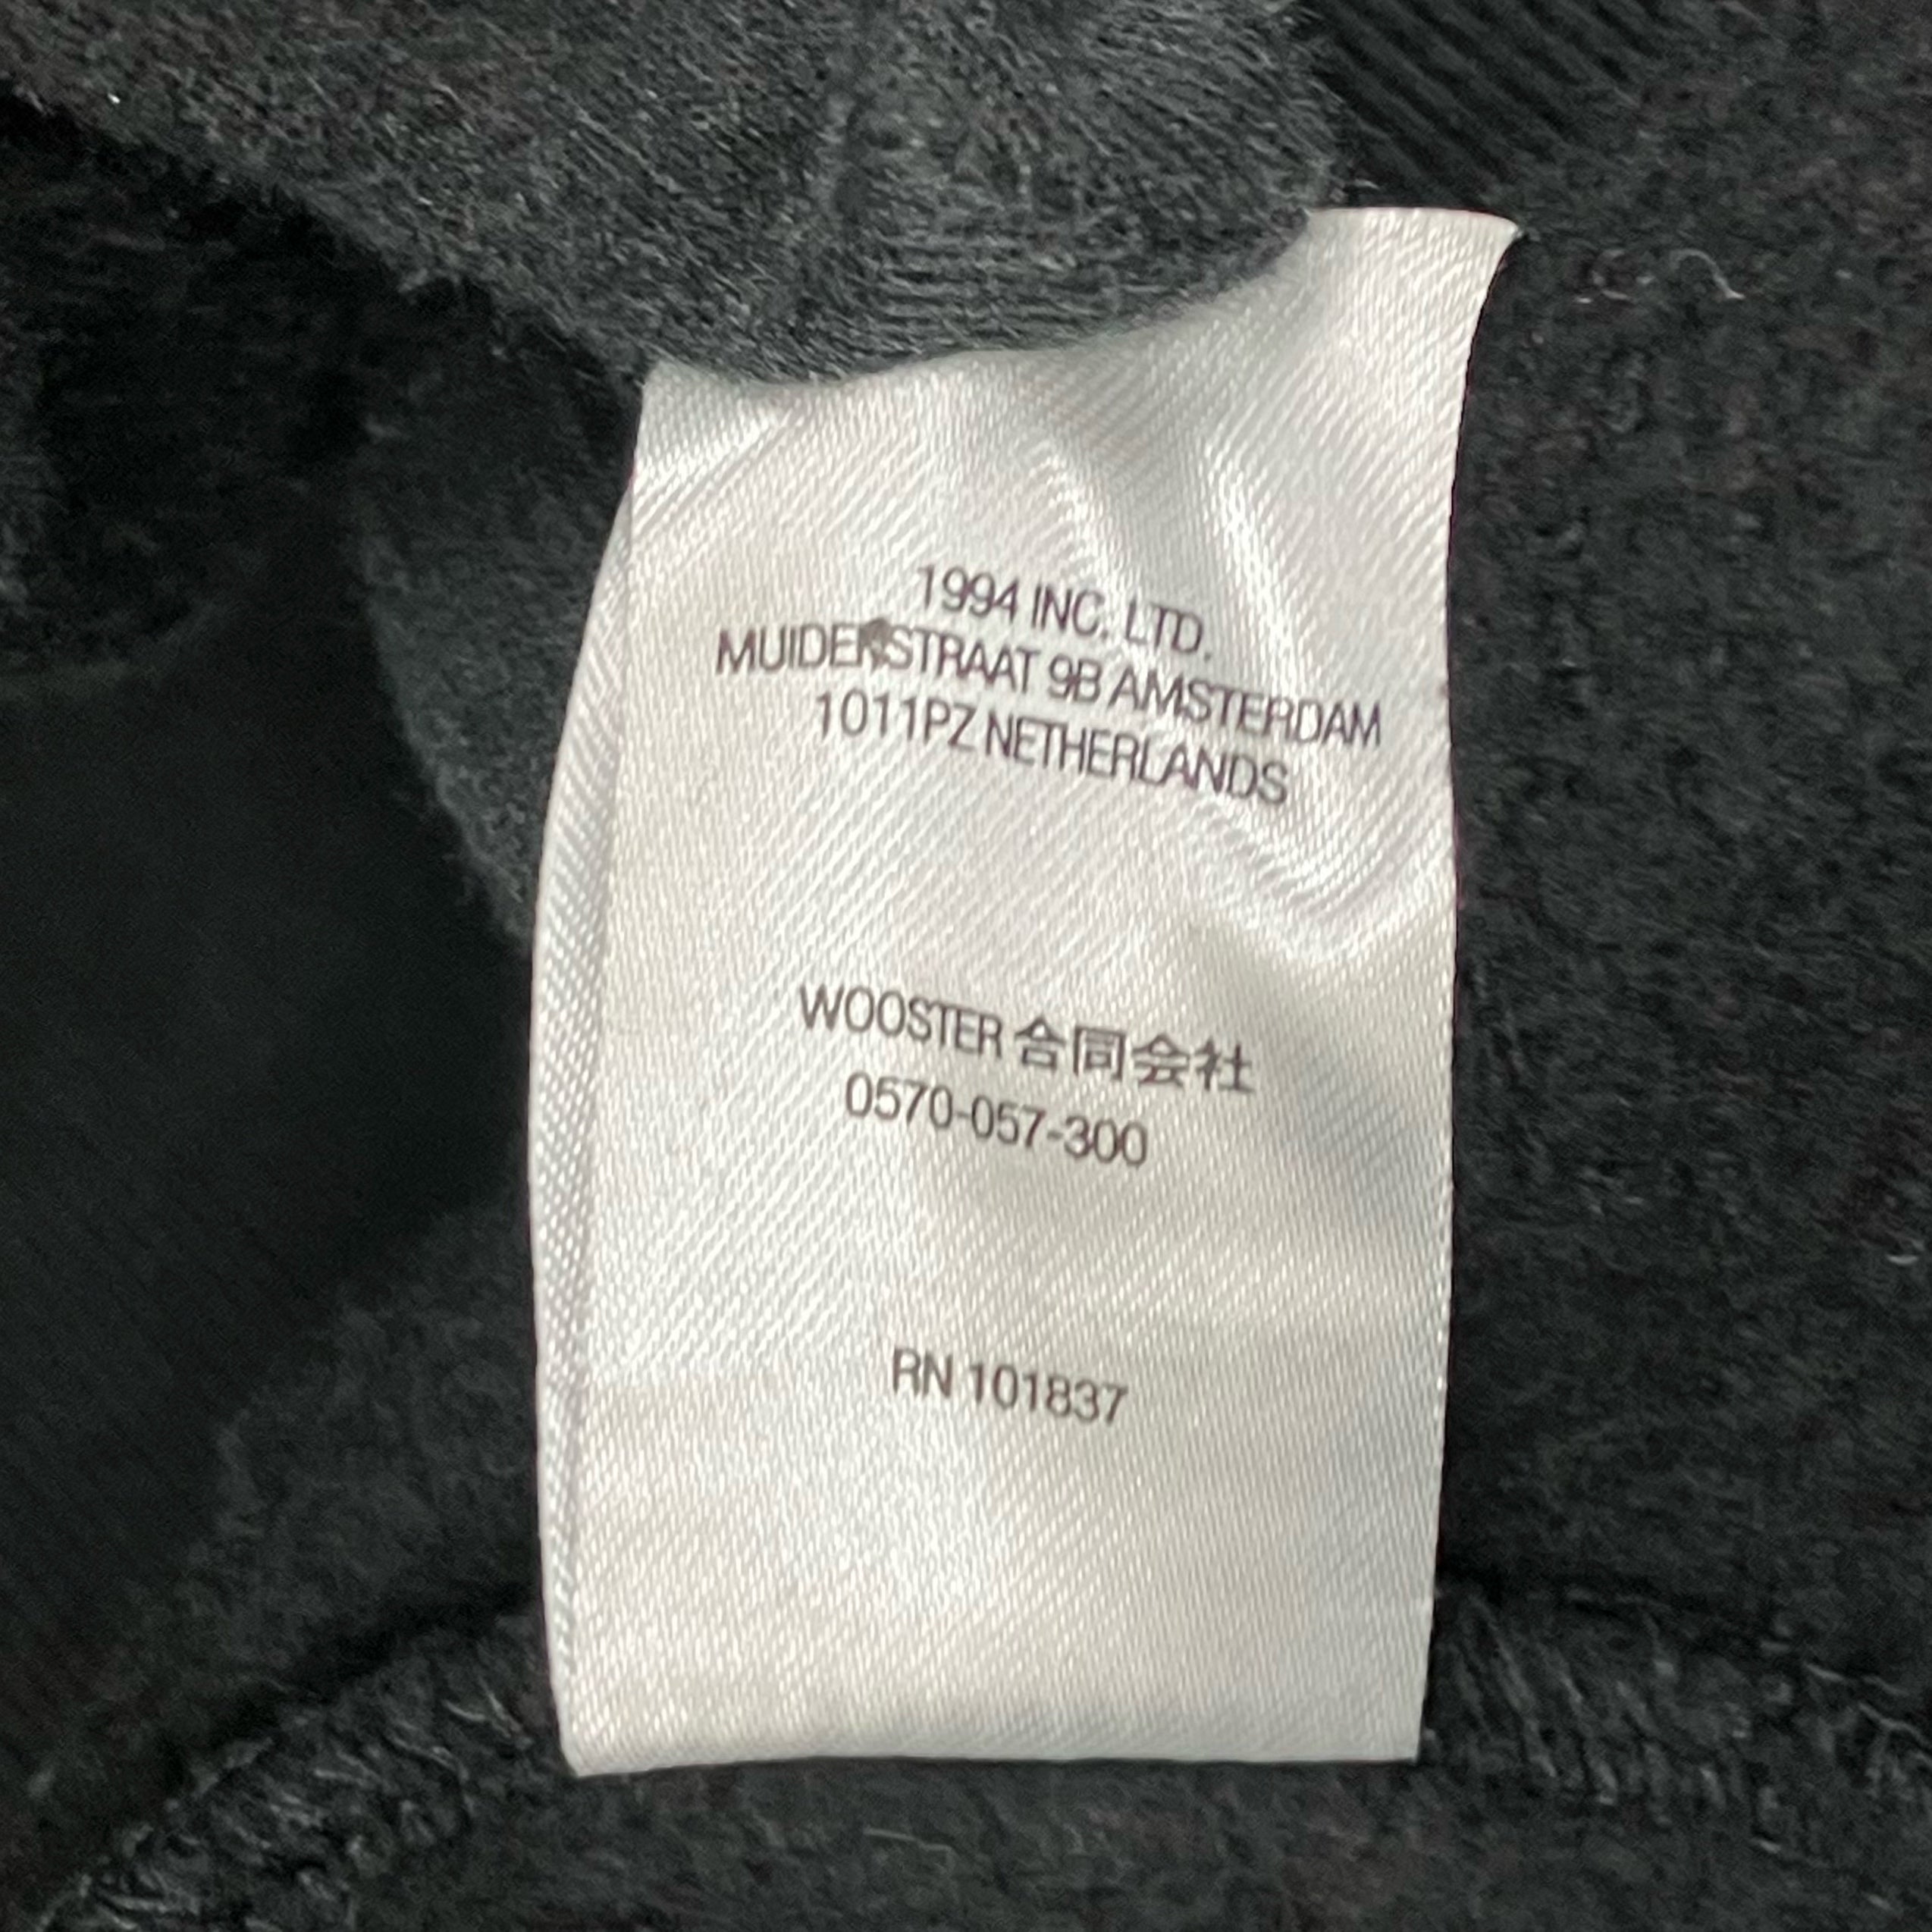 1994 INC. LTD.
MUIDERSTRAAT 9B AMSTERDAM
1011PZ NETHERLANDS
WOOSTER 合同会社
0570-057-300
RN 101837